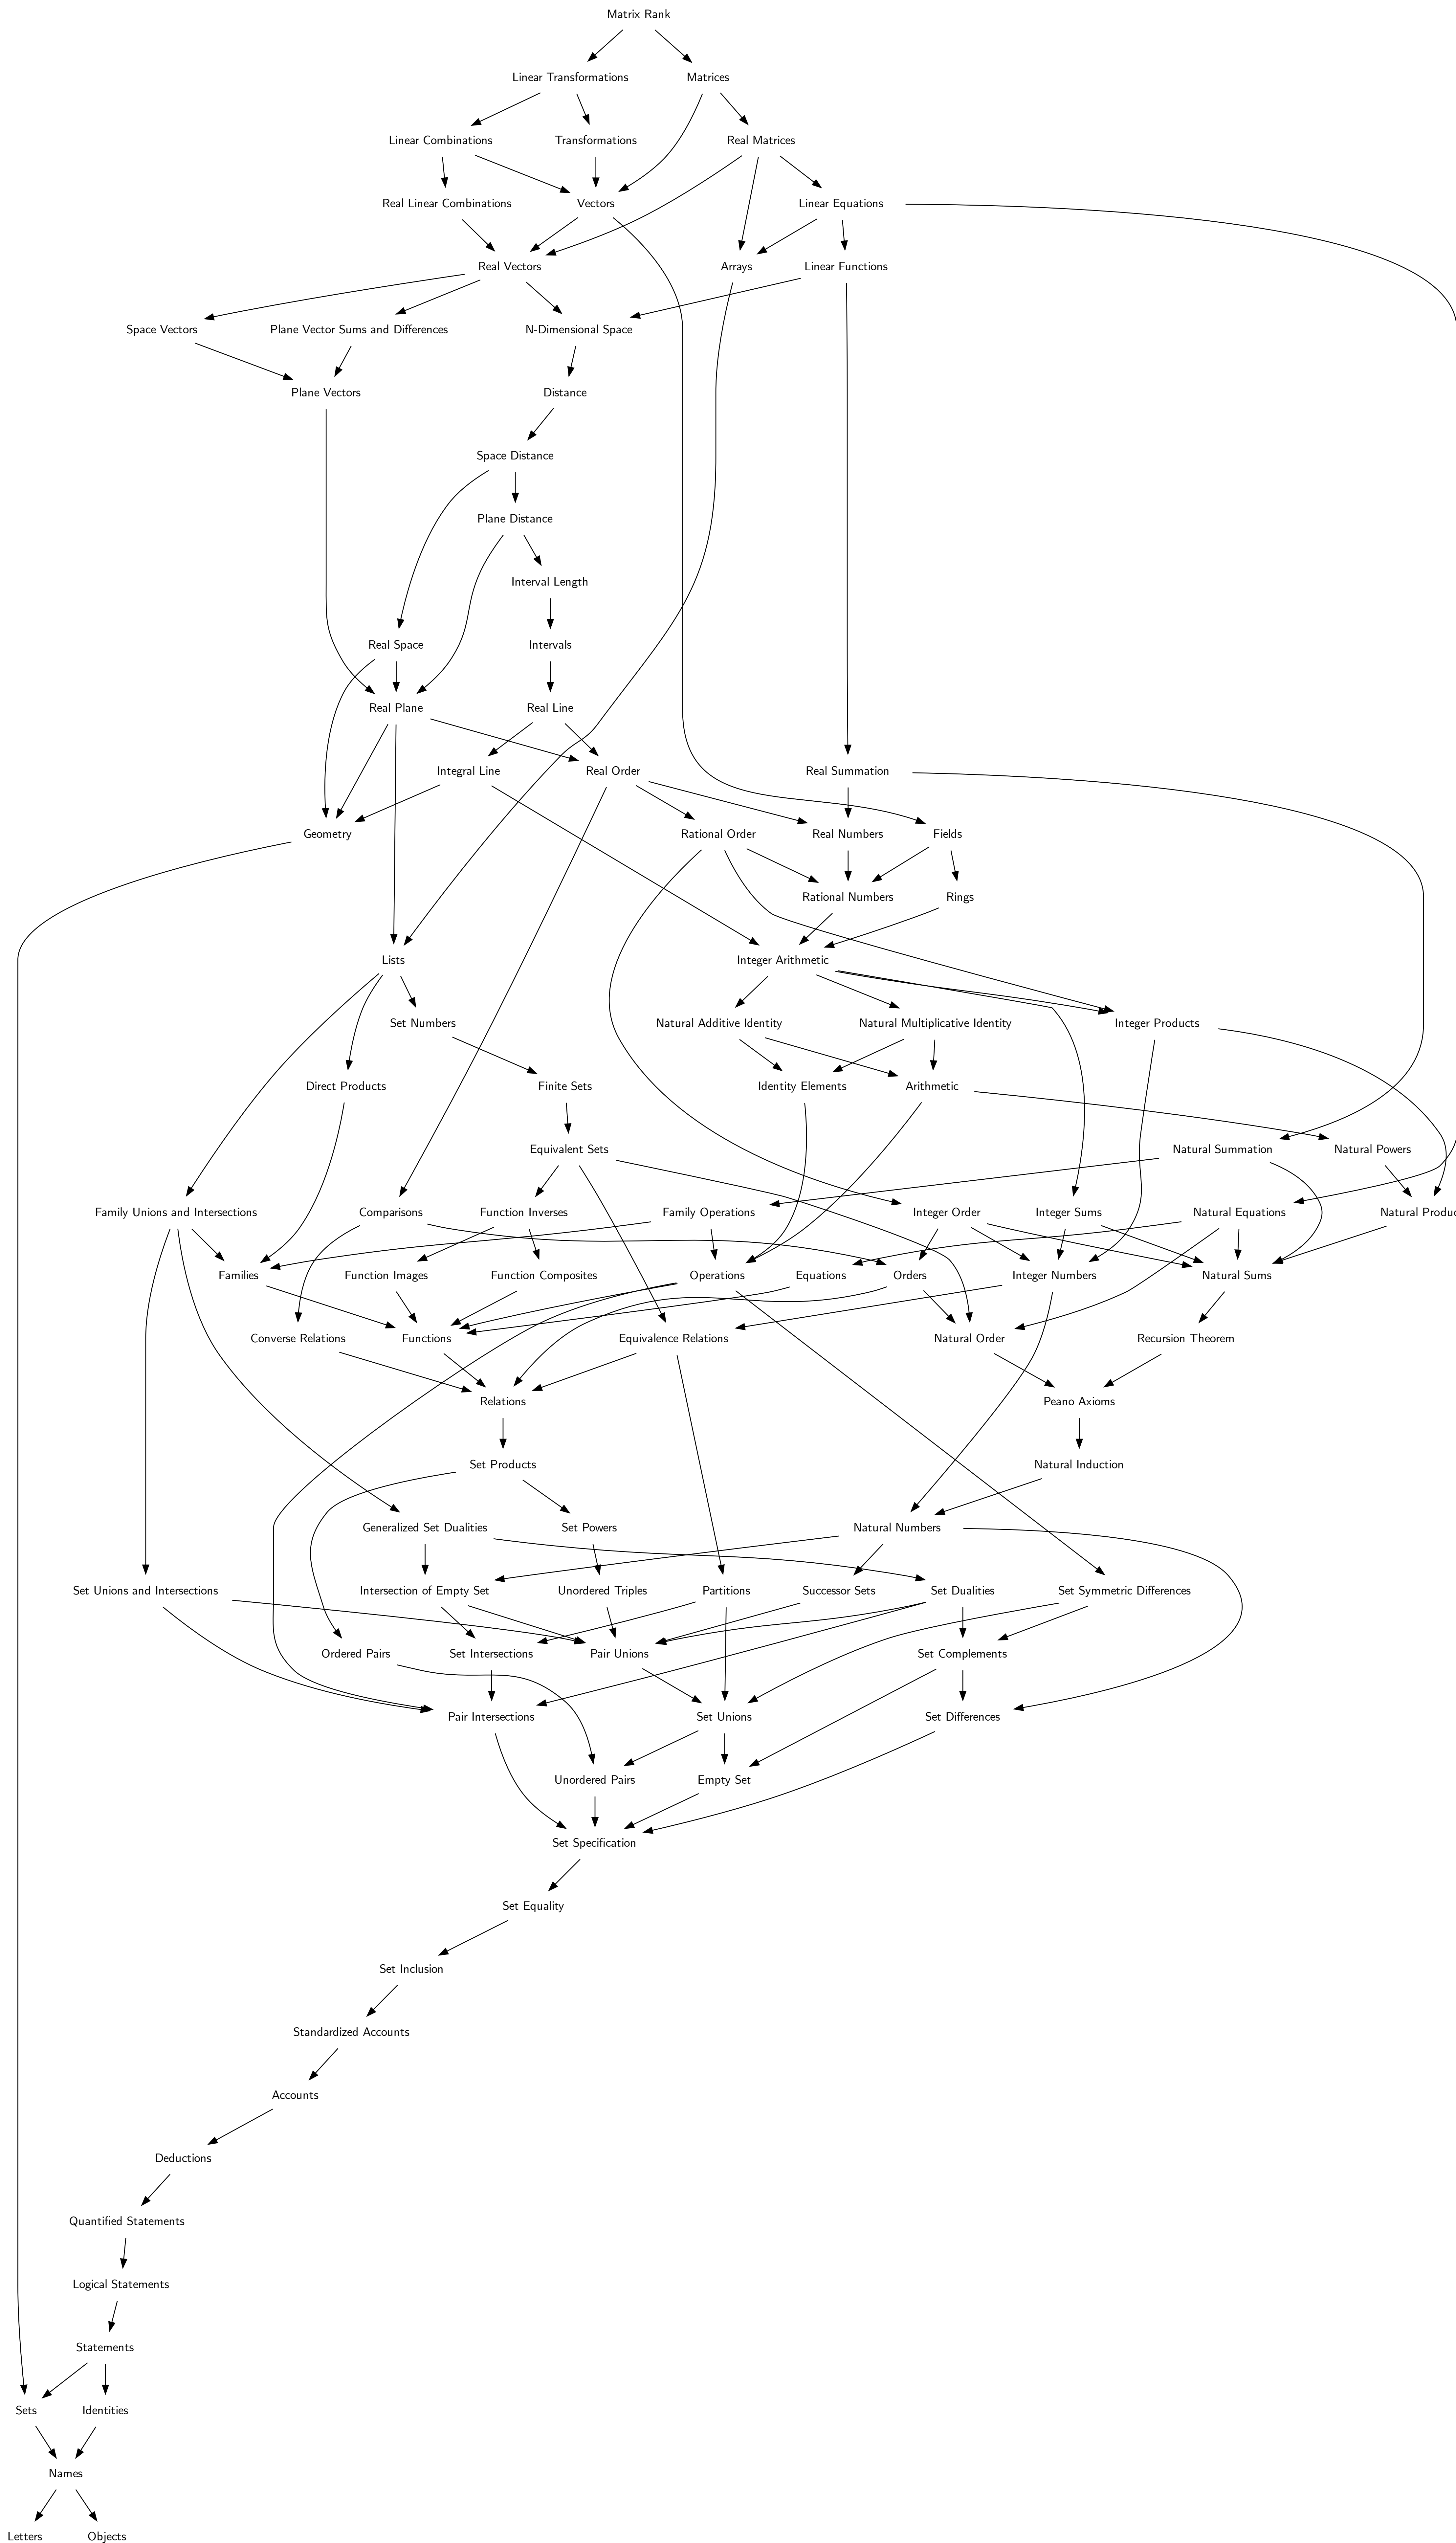 Matrix Rank
Linear Transformations
Matrices
Linear Combinations
Transformations
Real Matrices
Real Linear Combinations
Vectors
Linear Equations
Real Vectors
Arrays
Linear Functions
Space Vectors
Plane Vector Sums and Differences
N-Dimensional Space
Plane Vectors
Distance
Space Distance
Plane Distance
Interval Length
Real Space
Intervals
Real Plane
Real Line
Integral Line
Real Order
Real Summation
Geometry
Rational Order
Real Numbers
Fields
Rational Numbers
Rings
Lists
Integer Arithmetic
Set Numbers
Natural Additive Identity
Natural Multiplicative Identity
Integer Products
Direct Products
Finite Sets
Identity Elements
Arithmetic
Equivalent Sets
Natural Summation
Natural Powers
Family Unions and Intersections
Comparisons
Function Inverses
Family Operations
Integer Order
Integer Sums
Natural Equations
Natural Produc
Families
Function Images
Function Composites
Operations
Equations
Orders
Integer Numbers
Natural Sums
Converse Relations
Functions
Equivalence Relations
Natural Order
Recursion Theorem
Relations
Peano Axioms
Set Products
Natural Induction
Generalized Set Dualities
Set Powers
Natural Numbers
Set Unions and Intersections
Intersection of Empty Set
Unordered Triples
Partitions
Successor Sets
Set Dualities
Set Symmetric Differences
Ordered Pairs
Set Intersections
Pair Unions
Set Complements
Pair Intersections
Set Unions
Set Differences
Unordered Pairs
Empty Set
Set Specification
Set Equality
Set Inclusion
Standardized Accounts
Accounts
Deductions
Quantified Statements
Logical Statements
Statements
Sets
Identities
Names
Letters
Objects